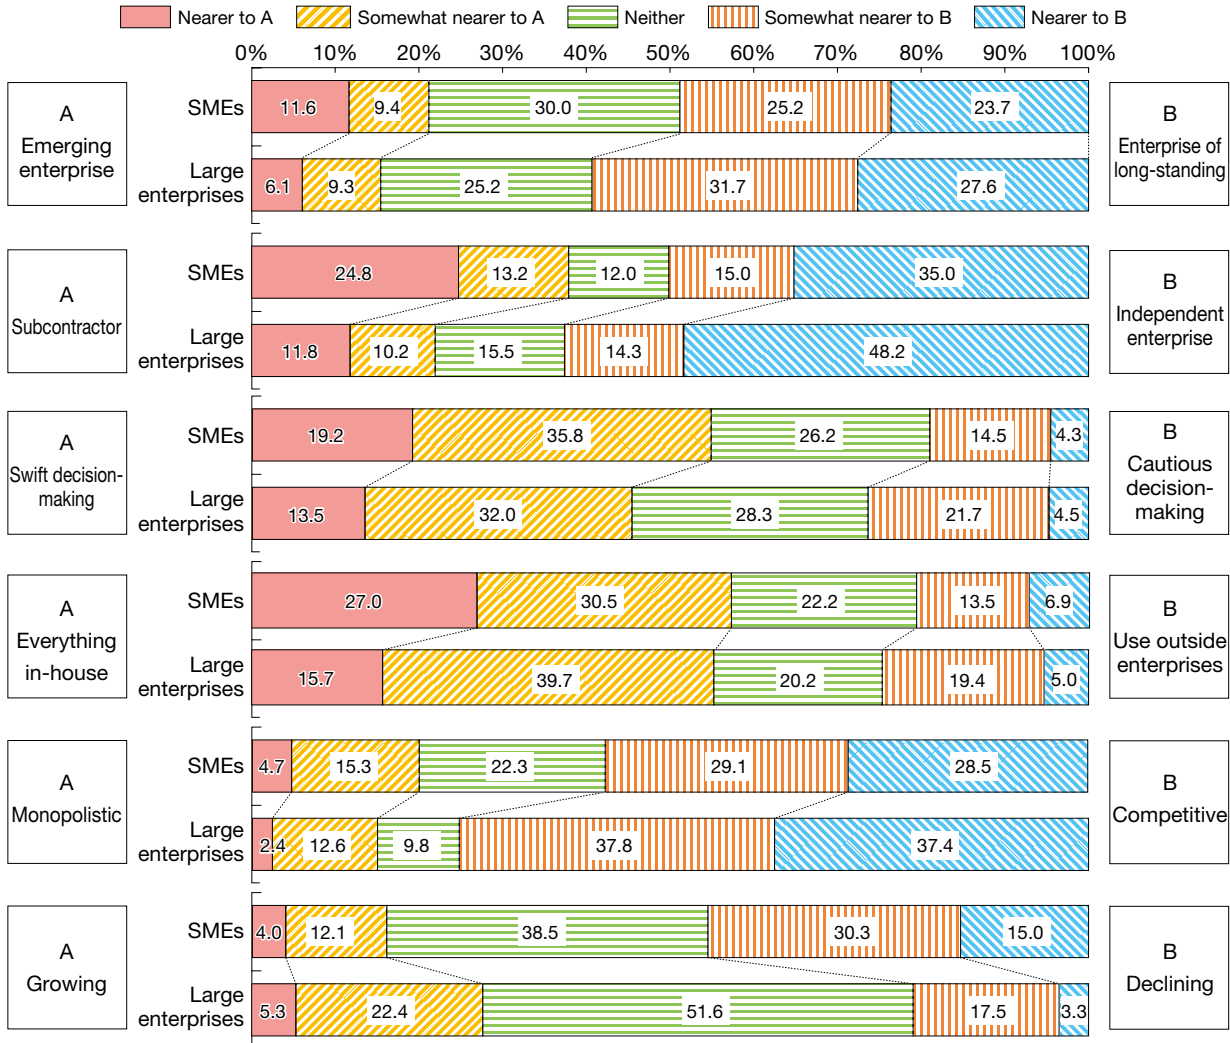 Nearer to A Somewhat nearer to A Neither Somewhat nearer to B Nearer to B
0% 10% 20% 30% 40% 50% 60% 70% 80% 90% 100%
A
Emerging
enterprise
SMEs
11.6 9.4 30.0 25.2 23.7
Large
enterprises
6.1 9.3 25.2 31.7 27.6
B
Enterprise of
long-standing
A
Subcontractor
SMEs
24.8 13.2 12.0 15.0 35.0
Large
enterprises
11.8 10.2 15.5 14.3 48.2
B
Independent
enterprise
A
Swift decision-
making
SMEs
19.2 35.8 26.2 14.5 4.3
Large
enterprises
13.5 32.0 28.3 21.7 4.5
B
Cautious
decision-
making
A
Everything
in-house
SMEs
27.0 30.5 22.2 13.5 6.9
Large
enterprises
15.7 39.7 20.2 19.4 5.0
B
Use outside
enterprises
A
Monopolistic
SMEs
4.7 15.3 22.3 29.1 28.5
Large
enterprises
2.4 12.6 9.8 37.8 37.4
B
Competitive
A
Growing
SMEs
4.0 12.1 38.5 30.3 15.0
Large
enterprises
5.3 22.4 51.6 17.5 3.3
B
Declining